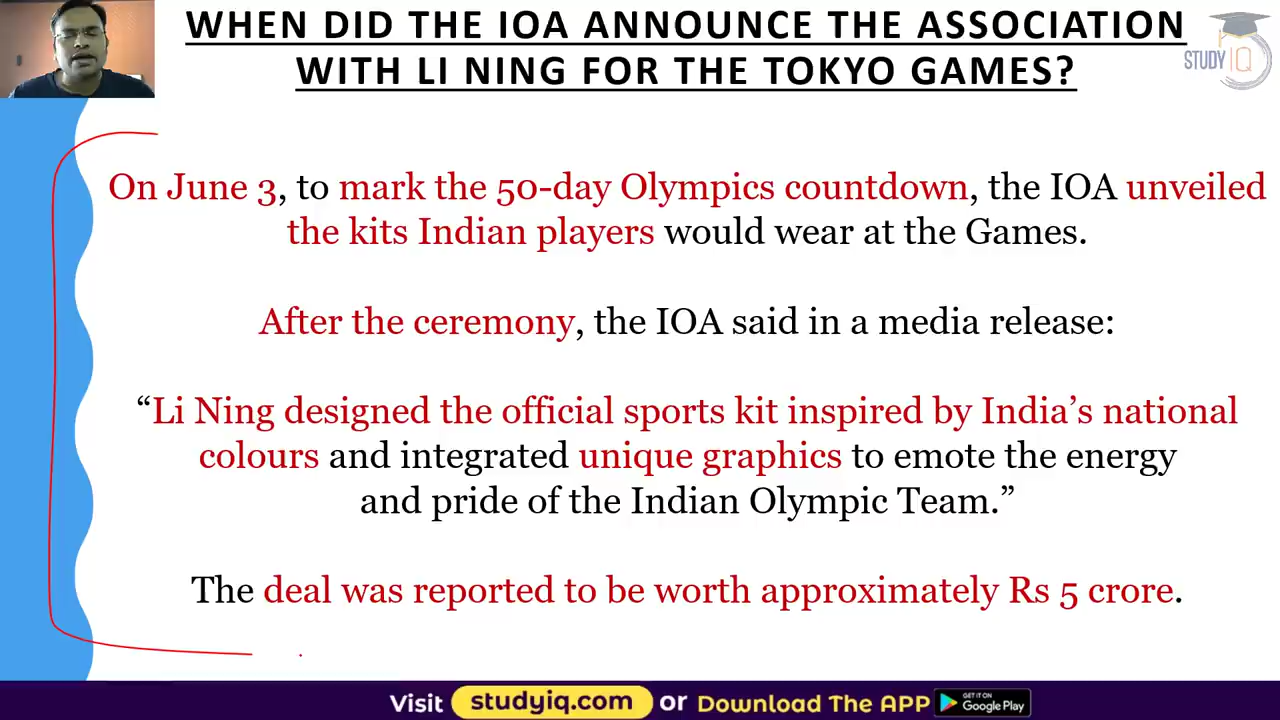 WHEN DID THE IOA ANNOUNCE THE ASSOCIATION
WITH LI NING FOR THE TOKYO GAMES?
STUDY IQ
On June 3, to mark the 50-day Olympics countdown, the IOA unveiled
the kits Indian players would wear at the Games.
After the ceremony, the IOA said in a media release:
“Li Ning designed the official sports kit inspired by India’s national
colours and integrated unique graphics to emote the energy
and pride of the Indian Olympic Team.”
The deal was reported to be worth approximately Rs 5 crore.
Visit studyiq.com or Download The APP GET IT ON Google Play